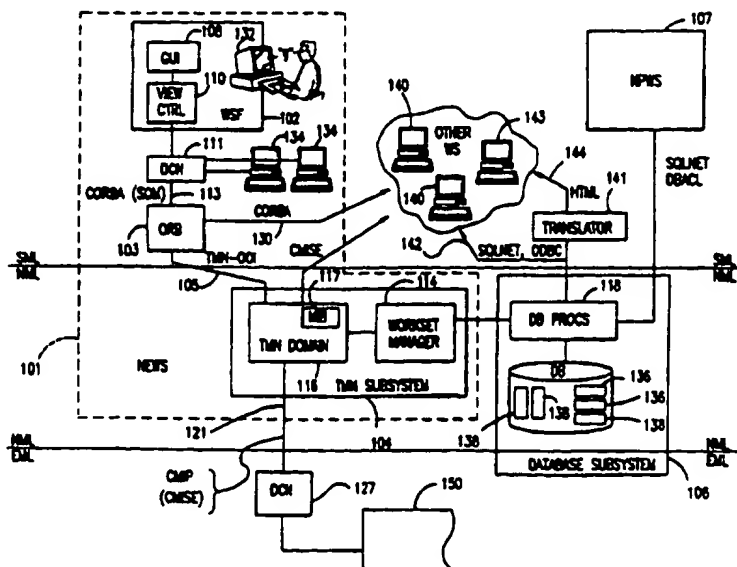 108
132
GUI
110
VIEW
CTRL
WSF
102
111
134
134
DCN
CORBA (SOM)
113
ORB
103
CORBA
130
TMN-OOI
CMISE
105
140
143
OTHER
WS
140
144
HTML
141
TRANSLATOR
142
SQLNET, ODBC
107
NPWS
SQLNET
DBACL
SML
NML
SML
NML
117
114
MIB
TMN DOMAIN
WORKSET
MANAGER
116
TMN SUBSYSTEM
101
NEWS
104
121
118
DB PROCS
DB
136
136
138
138
138
DATABASE SUBSYSTEM
106
NML
EML
NML
EML
CMIP
(CMISE)
DCN
127
150